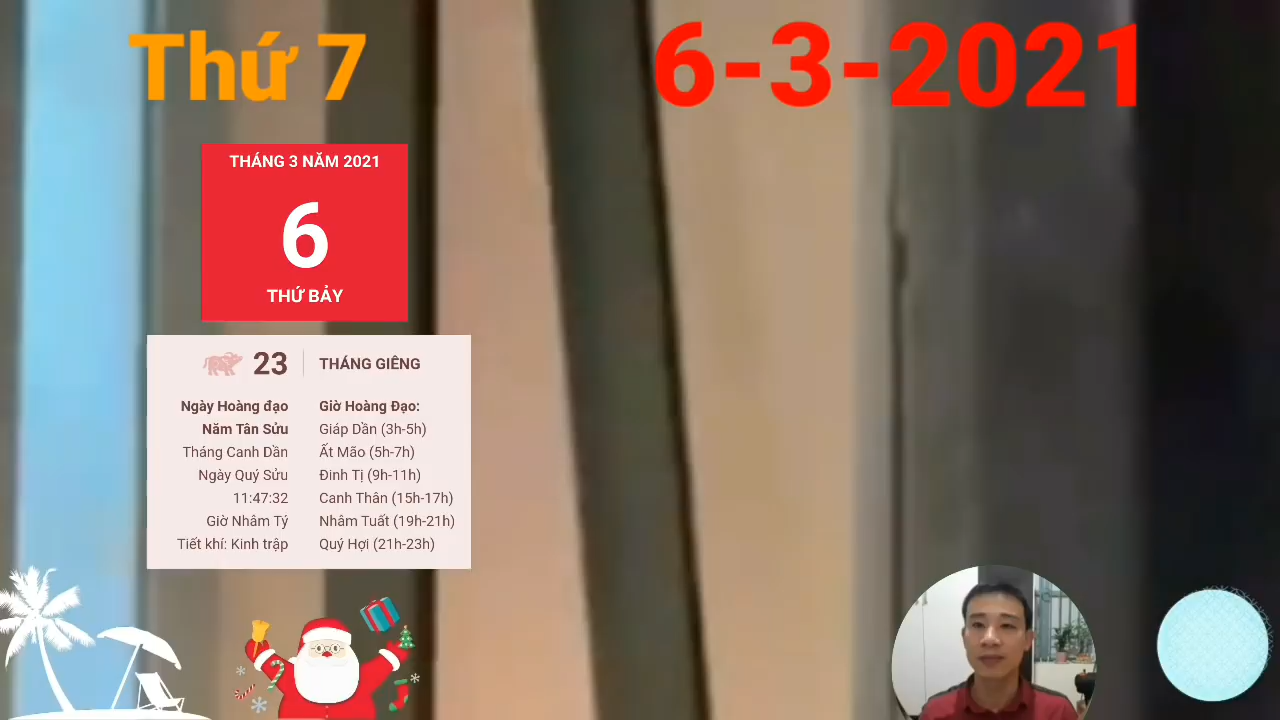 Thứ 7
6-3-2021
THÁNG 3 NĂM 2021
6
THỨ BẢY
23
THÁNG GIÊNG
Ngày Hoàng đạo
Năm Tân Sửu
Tháng Canh Dần
Ngày Quý Sửu
11:47:32
Giờ Nhâm Tý
Tiết khí: Kinh trập
Giờ Hoàng Đạo:
Giáp Dần (3h-5h)
Ất Mão (5h-7h)
Đinh Tị (9h-11h)
Canh Thân (15h-17h)
Nhâm Tuất (19h-21h)
Quý Hợi (21h-23h)